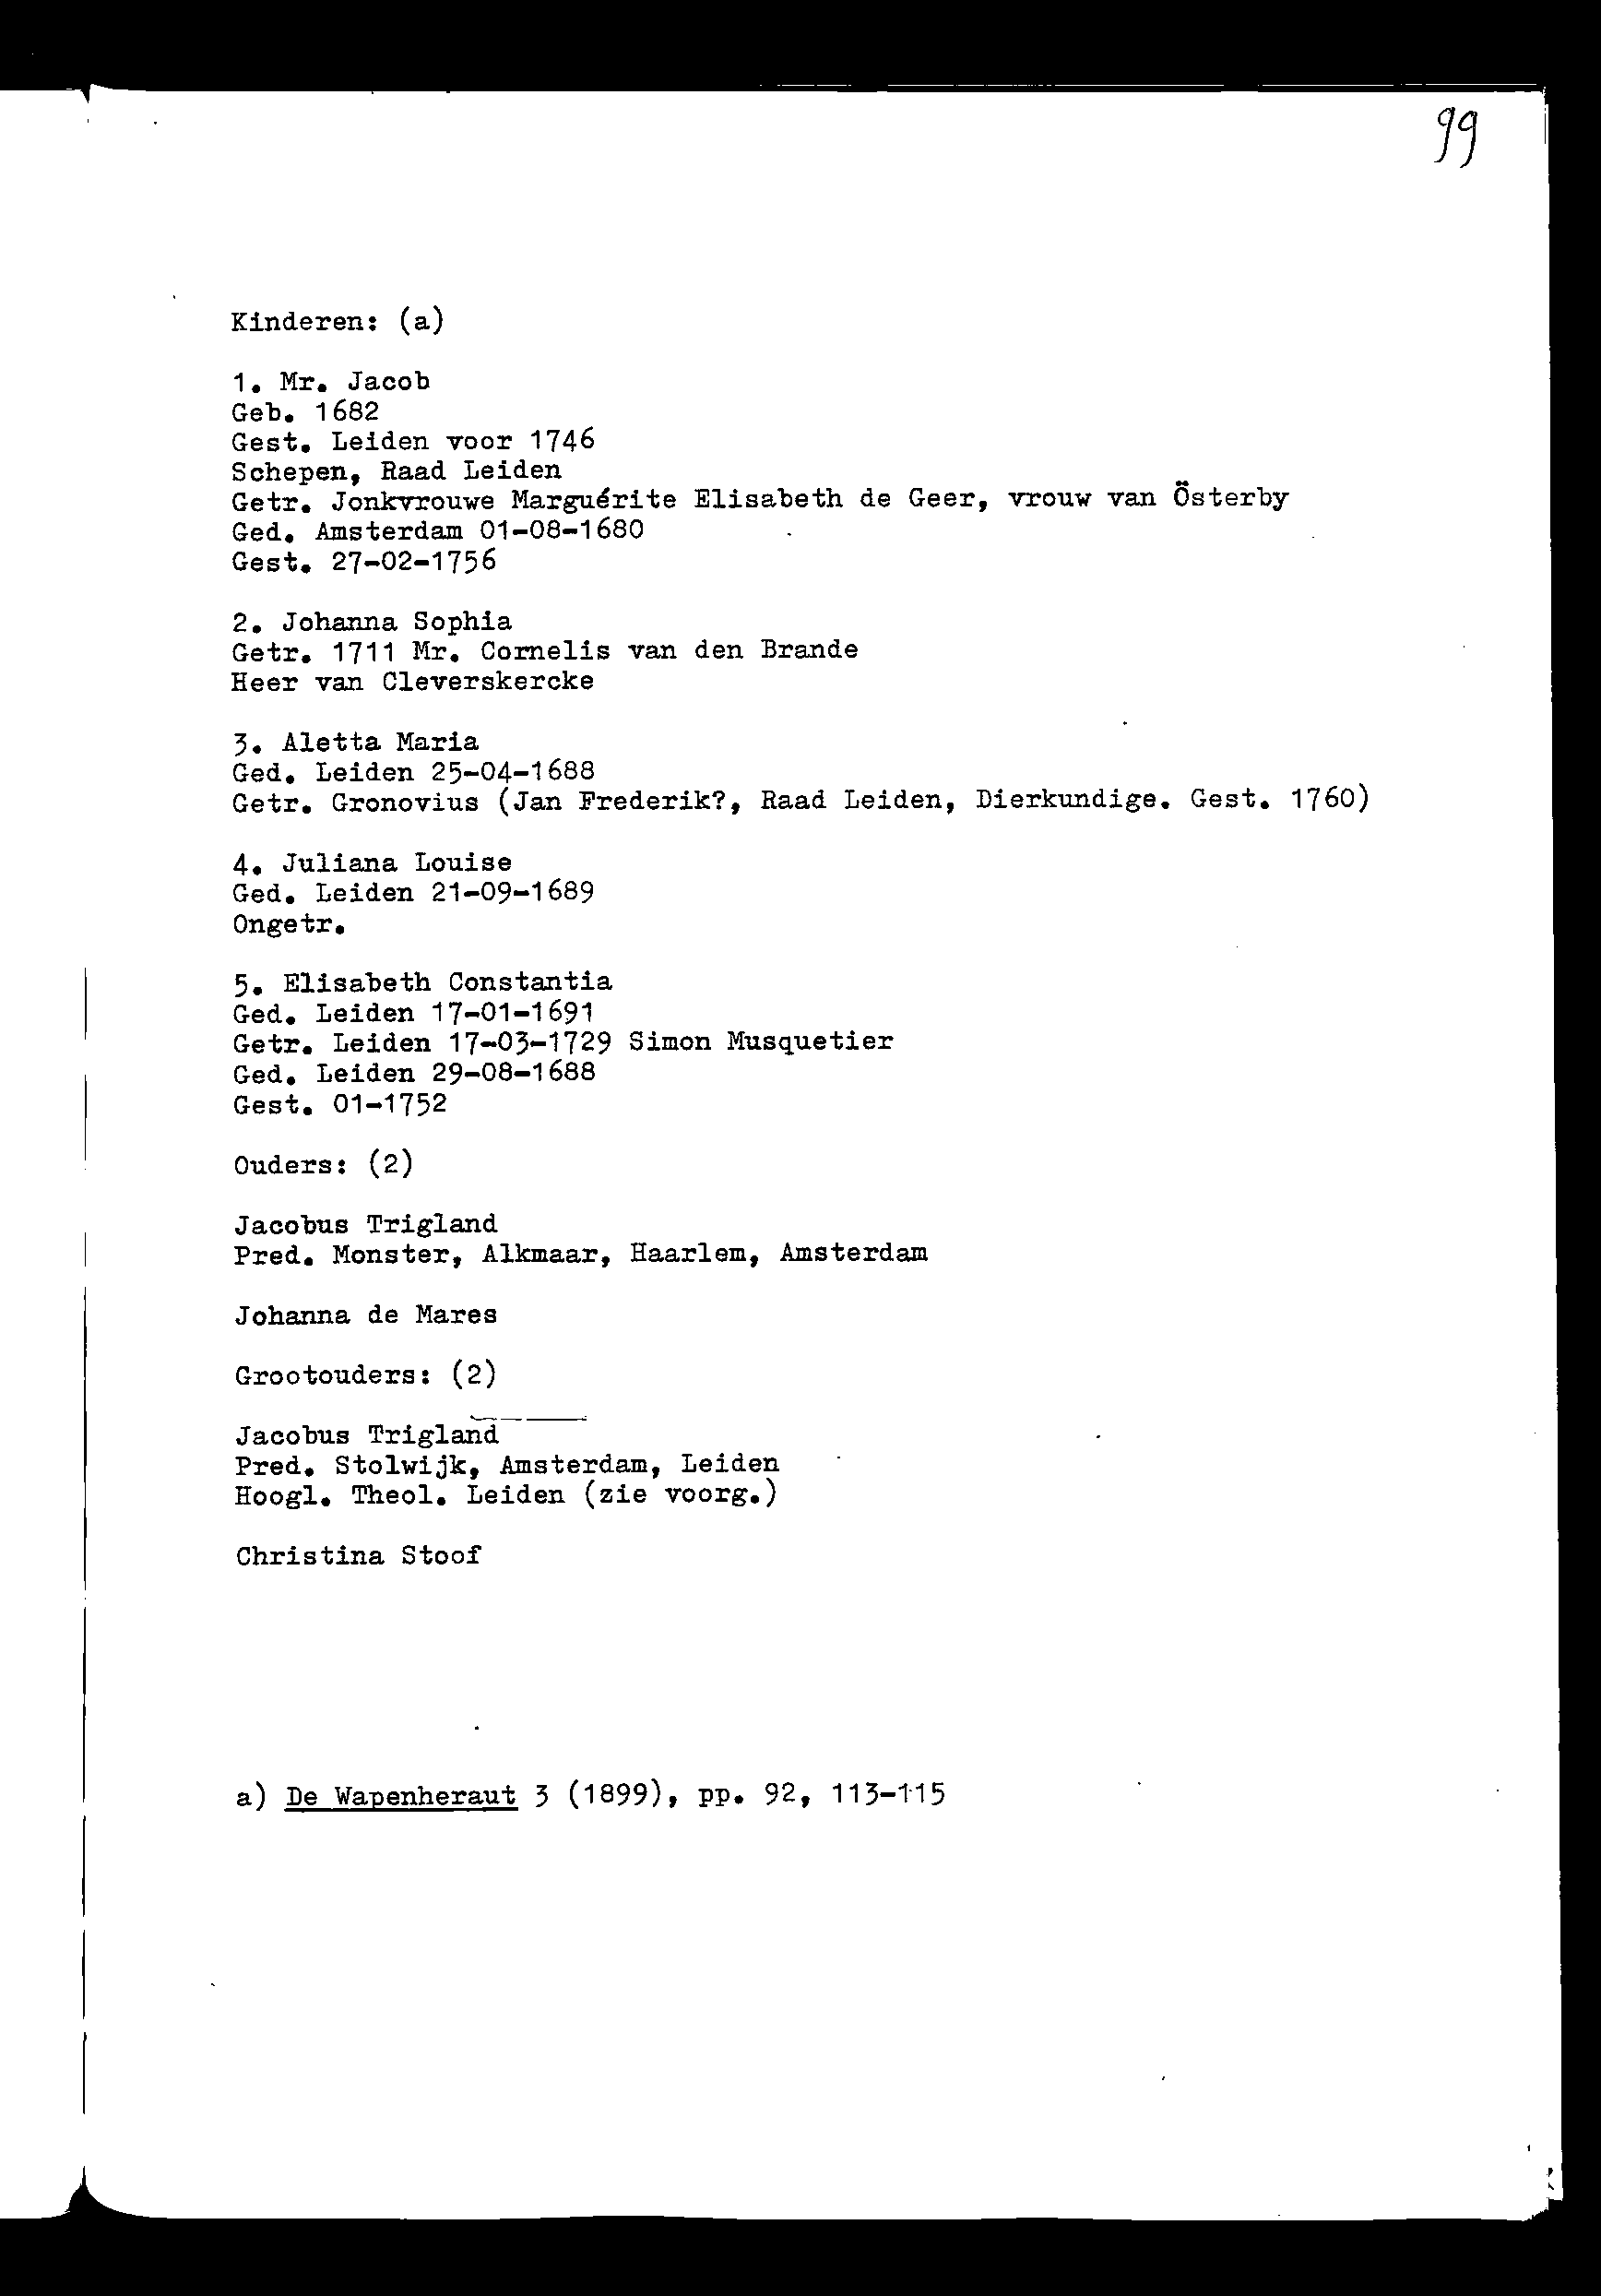 99
Kinderen: (a)
1. Mr. Jacob
Geb. 1682
Gest. Leiden voor 1746
Schepen, Raad Leiden
Getr. Jonkvrouwe Marguérite Elisabeth de Geer, vrouw van Österby
Ged. Amsterdam 01-08-1680
Gest. 27-02-1756
2. Johanna Sophia
Getr. 1711 Mr. Cornelis van den Brande
Heer van Cleverskercke
3. Aletta Maria
Ged. Leiden 25-04-1688
Getr. Gronovius (Jan Frederik?, Raad Leiden, Dierkundige. Gest. 1760)
4. Juliana Louise
Ged. Leiden 21-09-1689
Ongetr.
5. Elisabeth Constantia
Ged. Leiden 17-01-1691
Getr. Leiden 17-03-1729 Simon Musquetier
Ged. Leiden 29-08-1688
Gest. 01-1752
Ouders: (2)
Jacobus Trigland
Pred. Monster, Alkmaar, Haarlem, Amsterdam
Johanna de Mares
Grootouders: (2)
Jacobus Trigland
Pred. Stolwijk, Amsterdam, Leiden
Hoogl. Theol. Leiden (zie voorg.)
Christina Stoof
a) De Wapenheraut 3 (1899), pp. 92, 113-115